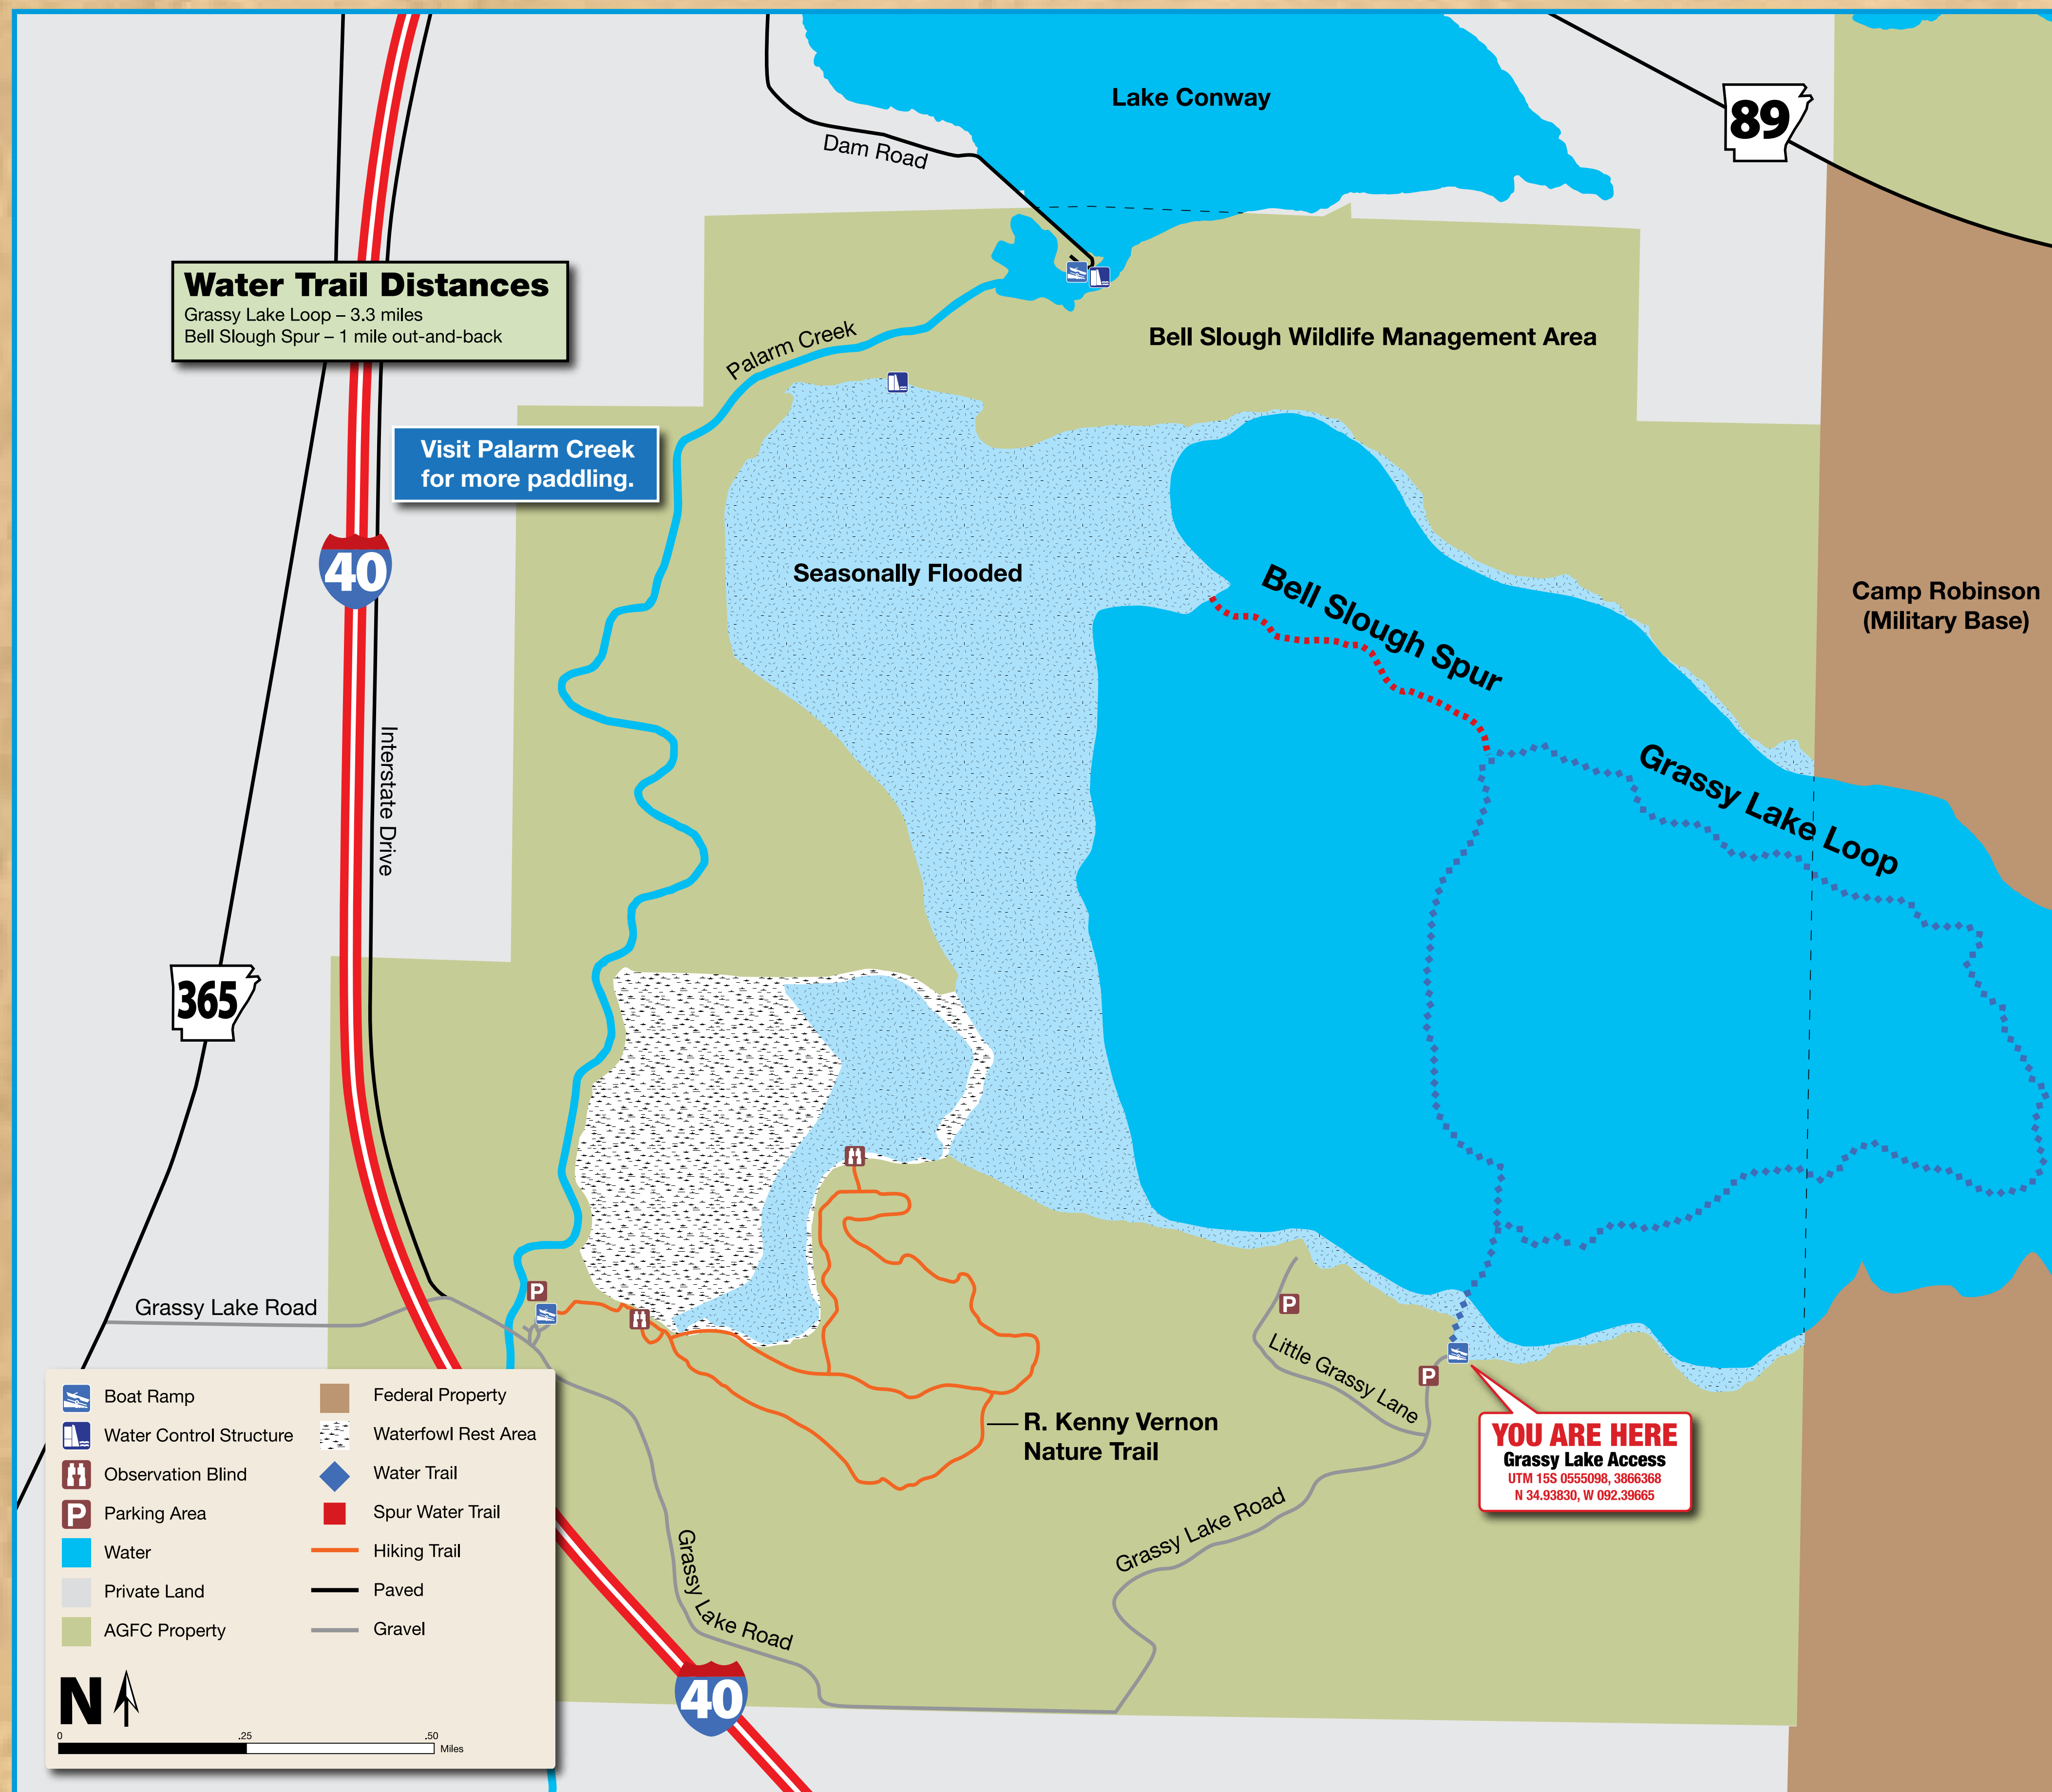 Lake Conway
89
Dam Road
Water Trail Distances
Grassy Lake Loop – 3.3 miles
Bell Slough Spur – 1 mile out-and-back
Palarm Creek
Bell Slough Wildlife Management Area
Visit Palarm Creek
for more paddling.
40
Seasonally Flooded
Bell Slough Spur
Camp Robinson
(Military Base)
Interstate Drive
Grassy Lake Loop
365
P
Grassy Lake Road
P
Little Grassy Lane
P
R. Kenny Vernon
Nature Trail
YOU ARE HERE
Grassy Lake Access
UTM 15S 0555098, 3866368
N 34.93830, W 092.39665
Grassy Lake Road
Grassy Lake Road
40
Boat Ramp
Water Control Structure
Observation Blind
P Parking Area
Water
Private Land
AGFC Property
Federal Property
Waterfowl Rest Area
Water Trail
Spur Water Trail
Hiking Trail
Paved
Gravel
N
0 .25 .50
Miles